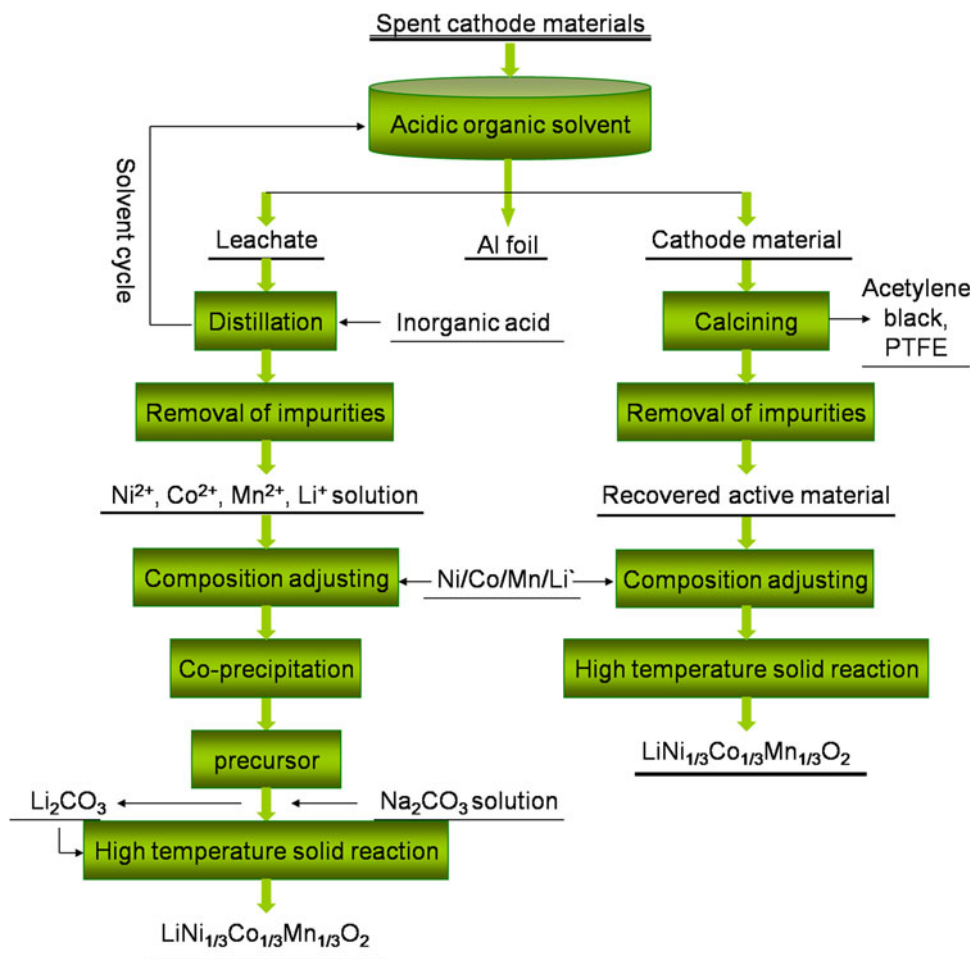 Spent cathode materials
Acidic organic solvent
Solvent cycle
Leachate
Al foil
Cathode material
Distillation
Inorganic acid
Calcining
Acetylene
black,
PTFE
Removal of impurities
Removal of impurities
Ni²⁺, Co²⁺, Mn²⁺, Li⁺ solution
Recovered active material
Composition adjusting
Ni/Co/Mn/Li`
Composition adjusting
Co-precipitation
High temperature solid reaction
precursor
LiNi₁/₃Co₁/₃Mn₁/₃O₂
Li₂CO₃
Na₂CO₃ solution
High temperature solid reaction
LiNi₁/₃Co₁/₃Mn₁/₃O₂